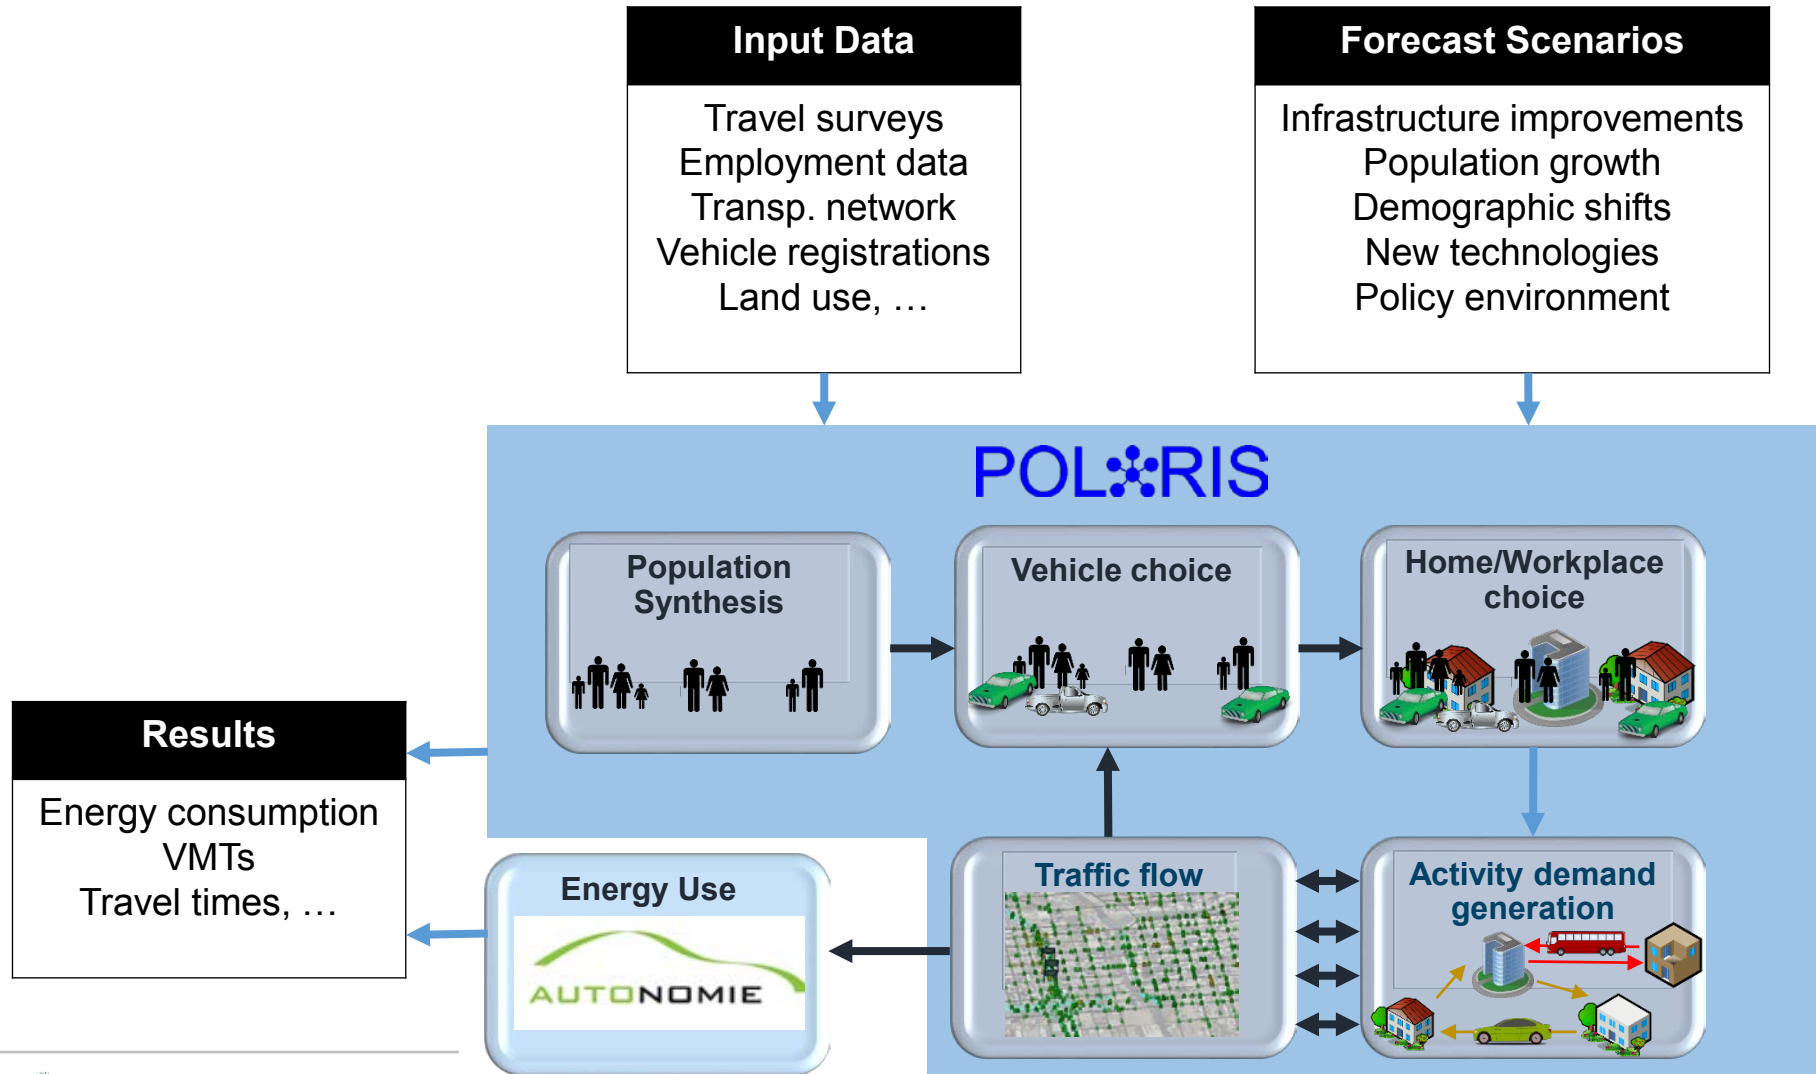 Input Data
Travel surveys
Employment data
Transp. network
Vehicle registrations
Land use, …
Forecast Scenarios
Infrastructure improvements
Population growth
Demographic shifts
New technologies
Policy environment
POLARIS
Population
Synthesis
Vehicle choice
Home/Workplace
choice
Results
Energy consumption
VMTs
Travel times, …
Energy Use
AUTONOMIE
Traffic flow
Activity demand
generation